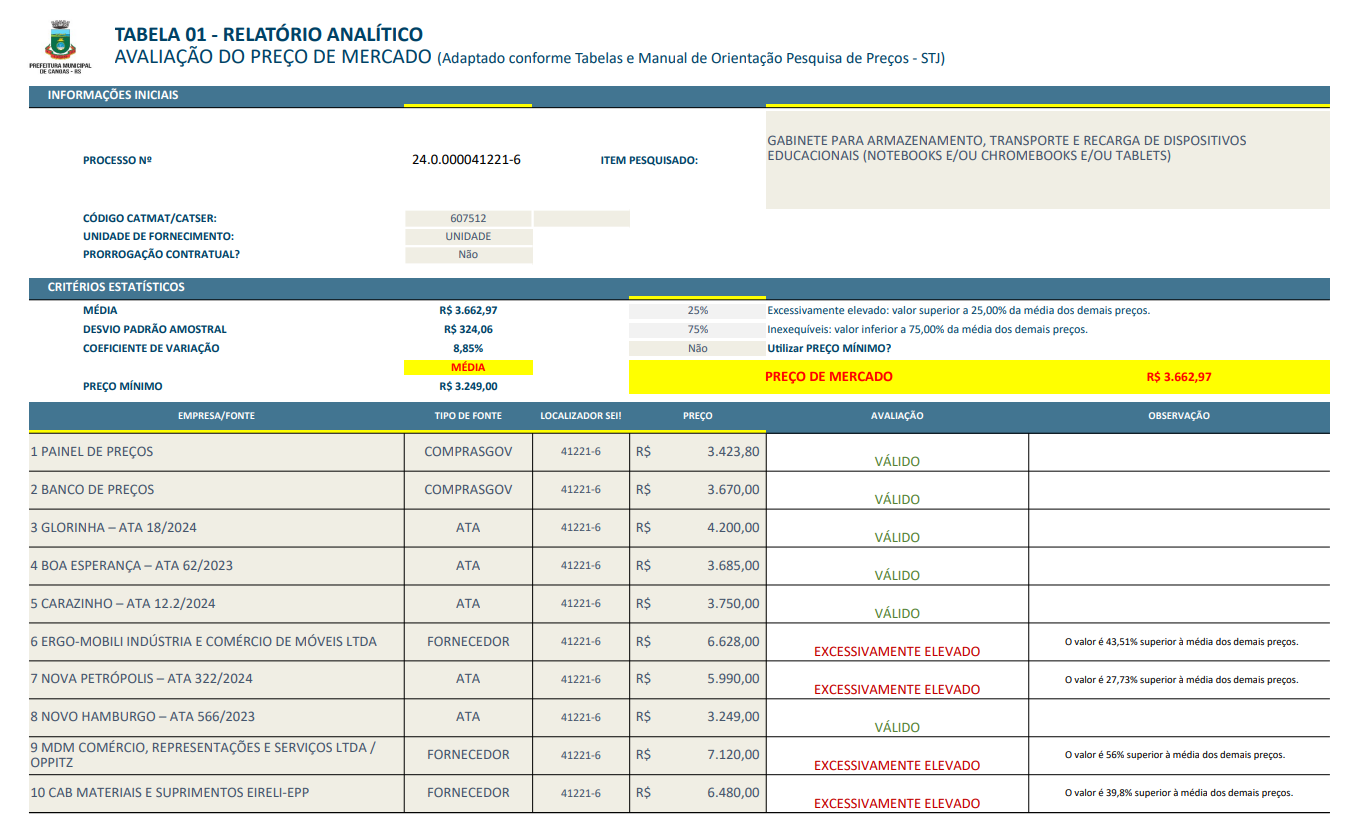 PREFEITURA MUNICIPAL
DE CANOAS - RS
TABELA 01 - RELATÓRIO ANALÍTICO
AVALIAÇÃO DO PREÇO DE MERCADO (Adaptado conforme Tabelas e Manual de Orientação Pesquisa de Preços - STJ)
INFORMAÇÕES INICIAIS
PROCESSO Nº 24.0.000041221-6 ITEM PESQUISADO: GABINETE PARA ARMAZENAMENTO, TRANSPORTE E RECARGA DE DISPOSITIVOS
EDUCACIONAIS (NOTEBOOKS E/OU CHROMEBOOKS E/OU TABLETS)
CÓDIGO CATMAT/CATSER: 607512
UNIDADE DE FORNECIMENTO: UNIDADE
PRORROGAÇÃO CONTRATUAL? Não
CRITÉRIOS ESTATÍSTICOS
MÉDIA R$ 3.662,97 25% Excessivamente elevado: valor superior a 25,00% da média dos demais preços.
DESVIO PADRÃO AMOSTRAL R$ 324,06 75% Inexequíveis: valor inferior a 75,00% da média dos demais preços.
COEFICIENTE DE VARIAÇÃO 8,85% Não Utilizar PREÇO MÍNIMO?
MÉDIA
PREÇO DE MERCADO R$ 3.662,97
PREÇO MÍNIMO R$ 3.249,00
EMPRESA/FONTE TIPO DE FONTE LOCALIZADOR SEI! PREÇO AVALIAÇÃO OBSERVAÇÃO
1 PAINEL DE PREÇOS COMPRASGOV 41221-6 R$ 3.423,80 VÁLIDO
2 BANCO DE PREÇOS COMPRASGOV 41221-6 R$ 3.670,00 VÁLIDO
3 GLORINHA – ATA 18/2024 ATA 41221-6 R$ 4.200,00 VÁLIDO
4 BOA ESPERANÇA – ATA 62/2023 ATA 41221-6 R$ 3.685,00 VÁLIDO
5 CARAZINHO – ATA 12.2/2024 ATA 41221-6 R$ 3.750,00 VÁLIDO
6 ERGO-MOBILI INDÚSTRIA E COMÉRCIO DE MÓVEIS LTDA FORNECEDOR 41221-6 R$ 6.628,00 EXCESSIVAMENTE ELEVADO O valor é 43,51% superior à média dos demais preços.
7 NOVA PETRÓPOLIS – ATA 322/2024 ATA 41221-6 R$ 5.990,00 EXCESSIVAMENTE ELEVADO O valor é 27,73% superior à média dos demais preços.
8 NOVO HAMBURGO – ATA 566/2023 ATA 41221-6 R$ 3.249,00 VÁLIDO
9 MDM COMÉRCIO, REPRESENTAÇÕES E SERVIÇOS LTDA /
OPPITZ FORNECEDOR 41221-6 R$ 7.120,00 EXCESSIVAMENTE ELEVADO O valor é 56% superior à média dos demais preços.
10 CAB MATERIAIS E SUPRIMENTOS EIRELI-EPP FORNECEDOR 41221-6 R$ 6.480,00 EXCESSIVAMENTE ELEVADO O valor é 39,8% superior à média dos demais preços.